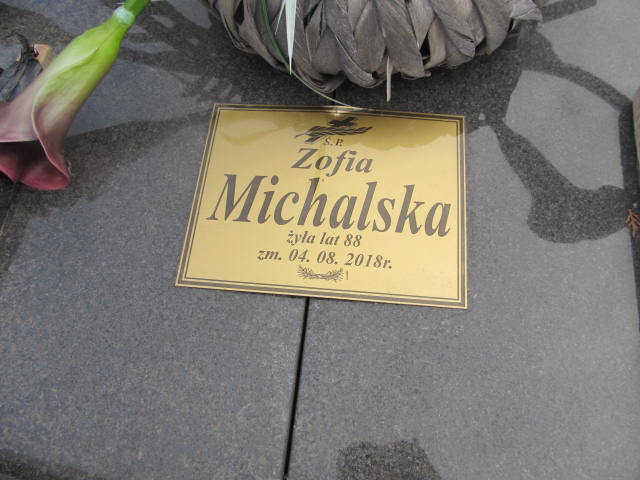 Ś.P.
Zofia
Michalska
żyła lat 88
zm. 04. 08. 2018r.